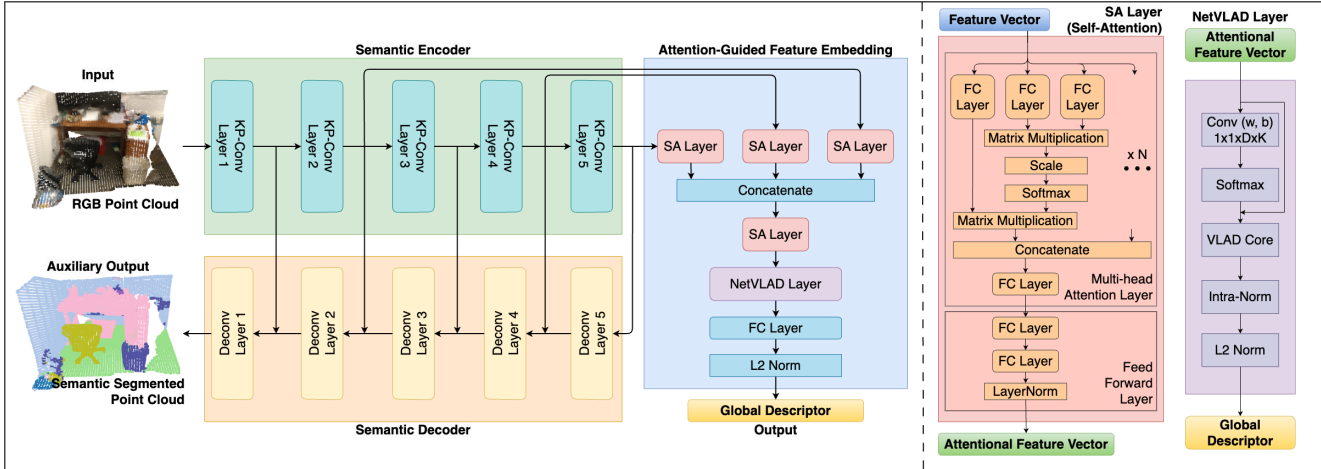 Input
RGB Point Cloud
Auxiliary Output
Semantic Segmented
Point Cloud
Semantic Encoder
KP-Conv
Layer 1
KP-Conv
Layer 2
KP-Conv
Layer 3
KP-Conv
Layer 4
KP-Conv
Layer 5
Deconv
Layer 1
Deconv
Layer 2
Deconv
Layer 3
Deconv
Layer 4
Deconv
Layer 5
Semantic Decoder
Attention-Guided Feature Embedding
SA Layer
SA Layer
SA Layer
Concatenate
SA Layer
NetVLAD Layer
FC Layer
L2 Norm
Global Descriptor
Output
Feature Vector
SA Layer
(Self-Attention)
FC
Layer
FC
Layer
FC
Layer
Matrix Multiplication
Scale
Softmax
x N
Matrix Multiplication
Concatenate
FC Layer
Multi-head
Attention Layer
FC Layer
FC Layer
LayerNorm
Feed
Forward
Layer
Attentional Feature Vector
NetVLAD Layer
Attentional
Feature Vector
Conv (w, b)
1x1xDxK
Softmax
VLAD Core
Intra-Norm
L2 Norm
Global
Descriptor